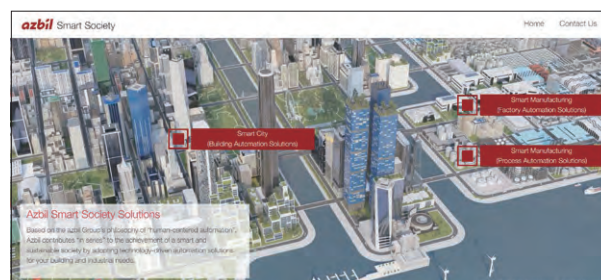 azbil Smart Society
Home Contact Us
Smart Manufacturing
(Factory Automation Solutions)
Smart City
(Building Automation Solutions)
Smart Manufacturing
(Process Automation Solutions)
Azbil Smart Society Solutions
Based on the azbil Group's philosophy of "human-centered automation",
Azbil contributes "in series" to the achievement of a smart and
sustainable society by adopting technology-driven automation solutions
for your building and industrial needs.